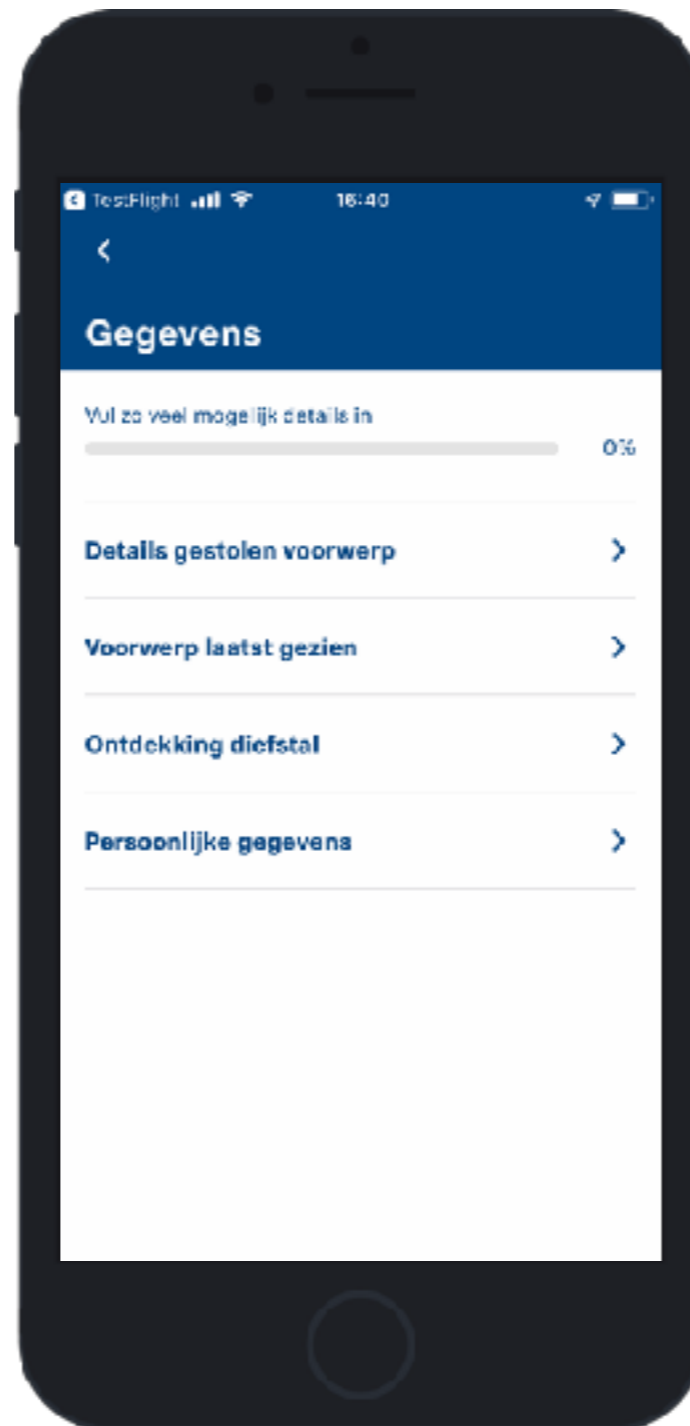 TestFlight 16:40
Gegevens
Vul zo veel mogelijk details in
0%
Details gestolen voorwerp
Voorwerp laatst gezien
Ontdekking diefstal
Persoonlijke gegevens